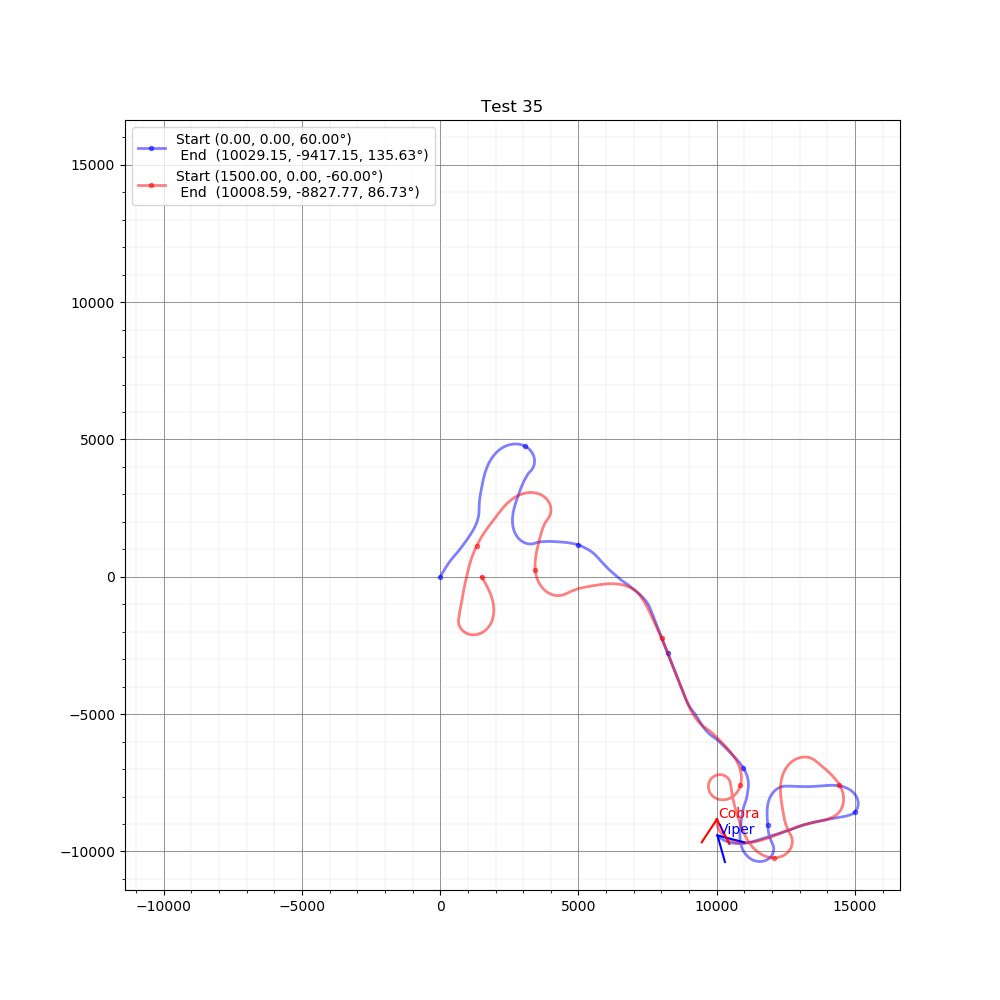 Test 35
Start (0.00, 0.00, 60.00°)
End (10029.15, -9417.15, 135.63°)
Start (1500.00, 0.00, -60.00°)
End (10008.59, -8827.77, 86.73°)
15000
10000
5000
0
−5000
−10000
Cobra
Viper
−10000 −5000 0 5000 10000 15000